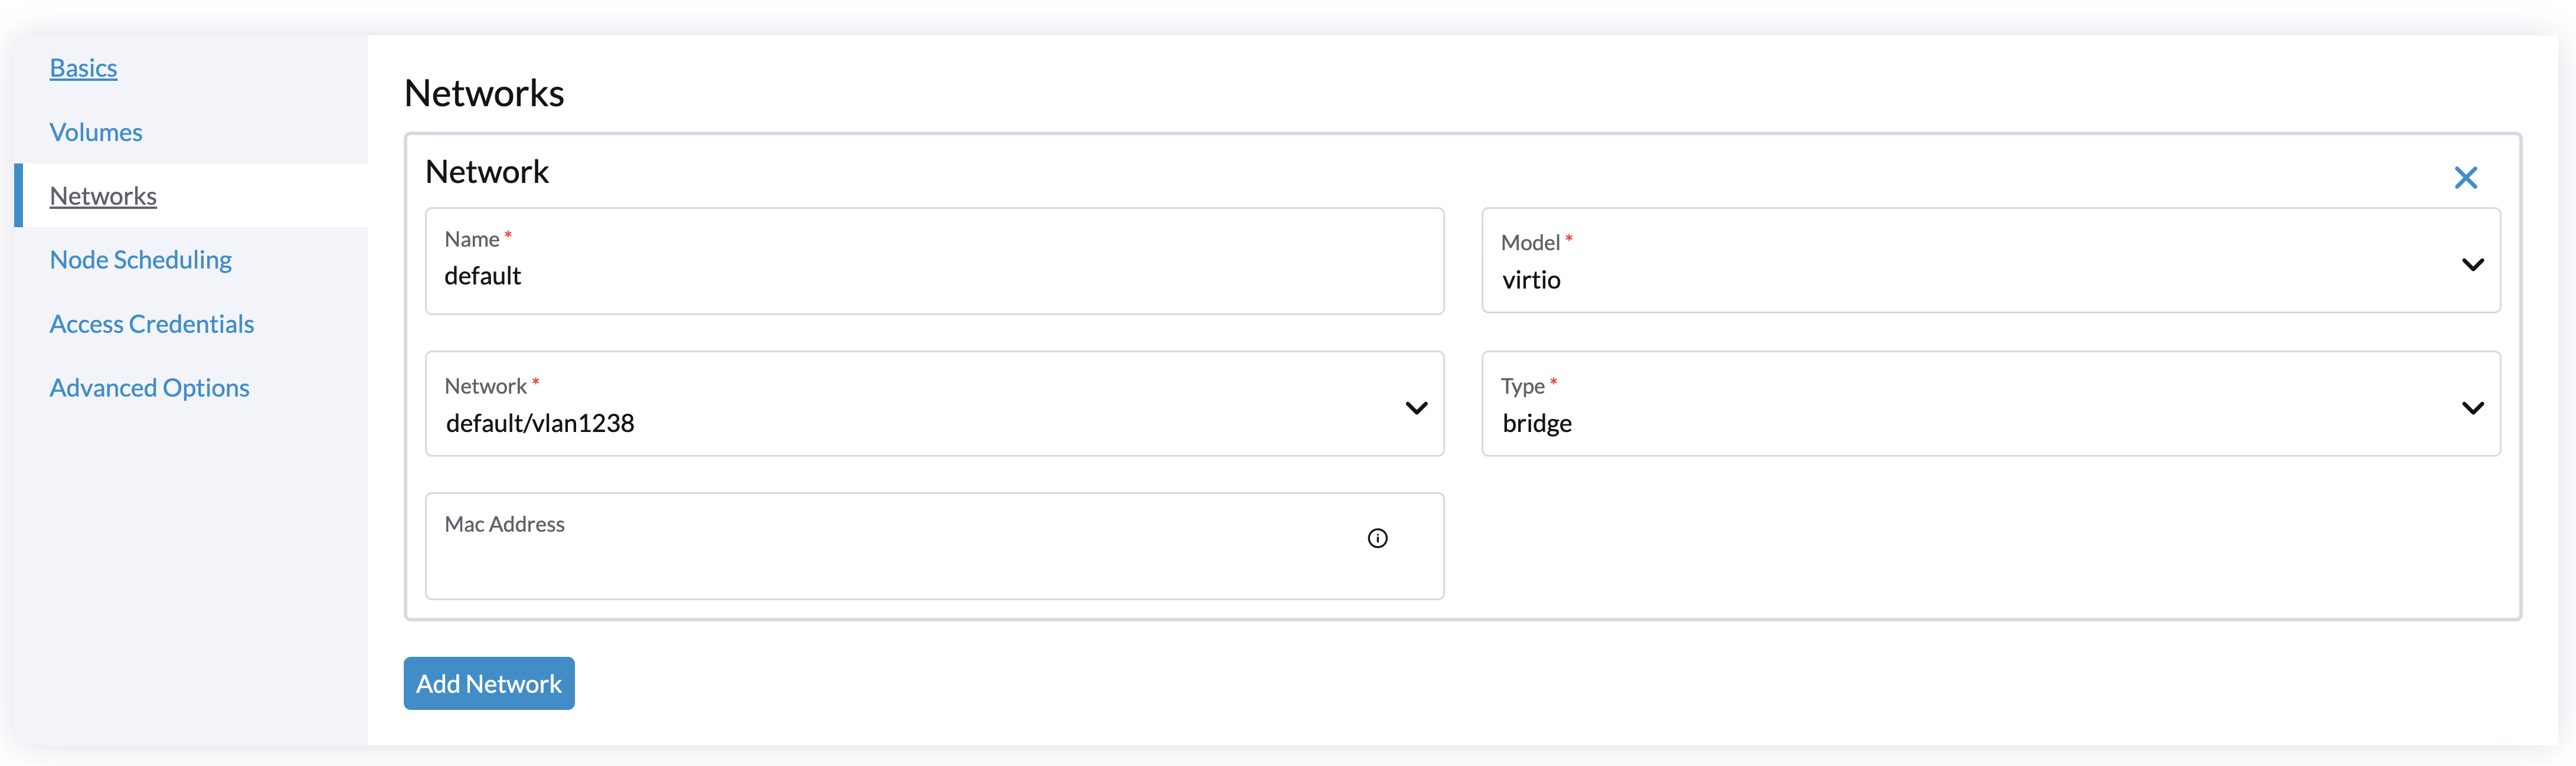 Basics
Volumes
Networks
Node Scheduling
Access Credentials
Advanced Options
Networks
Network
Name *
default
Model *
virtio
Network *
default/vlan1238
Type *
bridge
Mac Address
Add Network